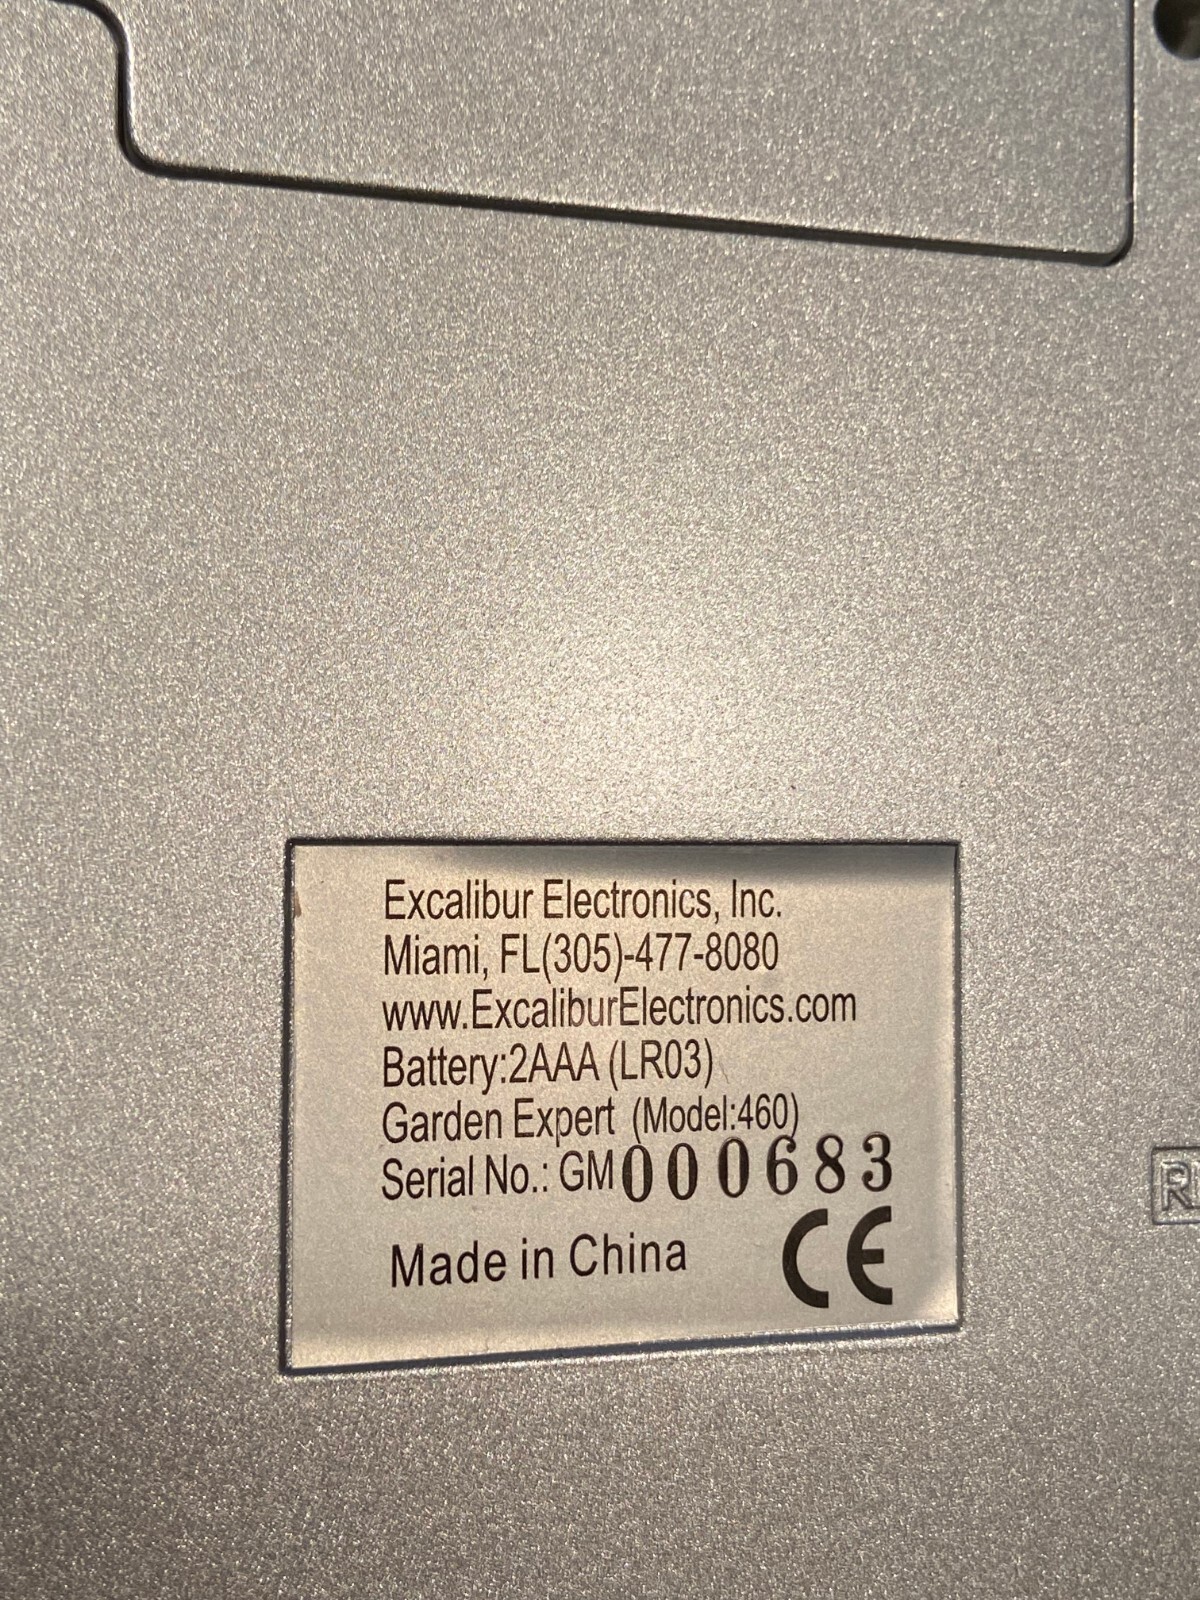 Excalibur Electronics, Inc.
Miami, FL(305)-477-8080
www.ExcaliburElectronics.com
Battery:2AAA (LR03)
Garden Expert (Model:460)
Serial No.: GM000683
Made in China CE
R